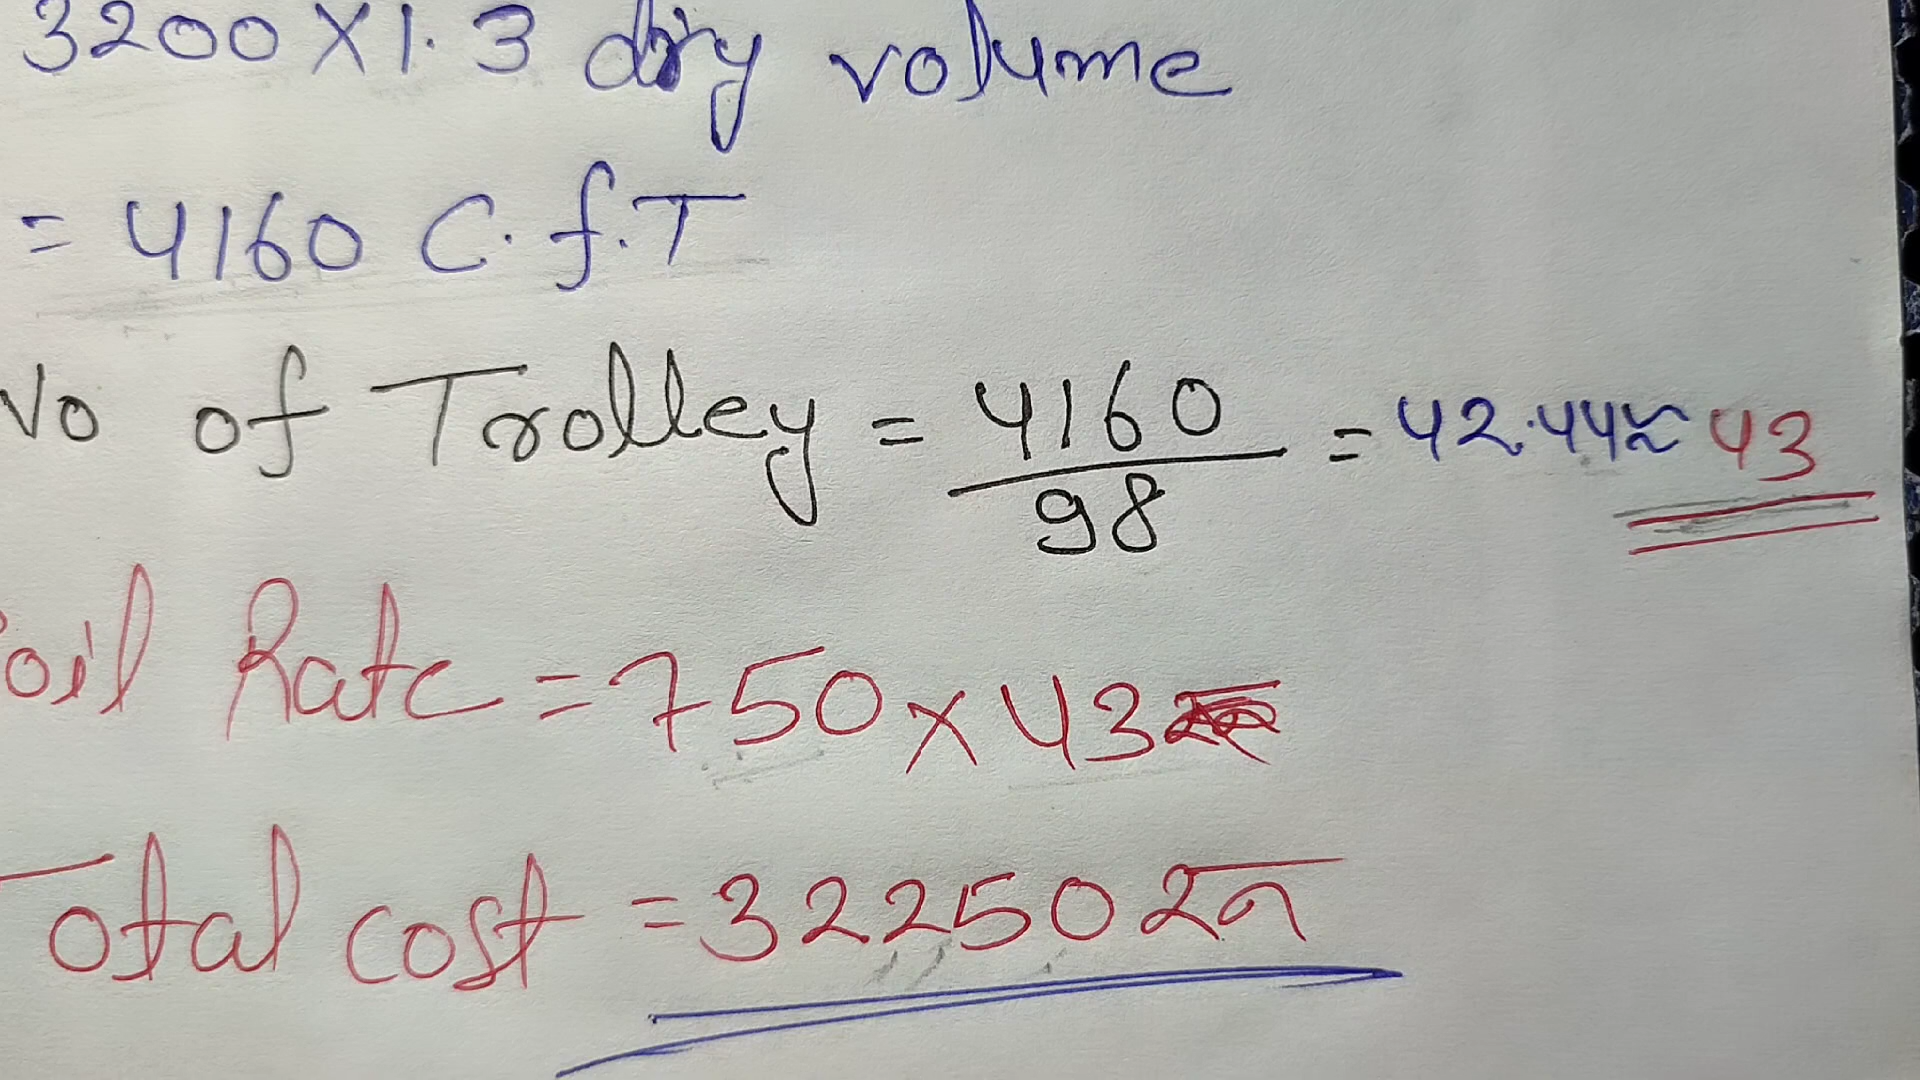 3200 X 1.3 dry volume
= 4160 C.f.T
No of Trolley = 4160/98 = 42.44 ≈ 43
oil Rate = 750 x 43
Total cost = 32250